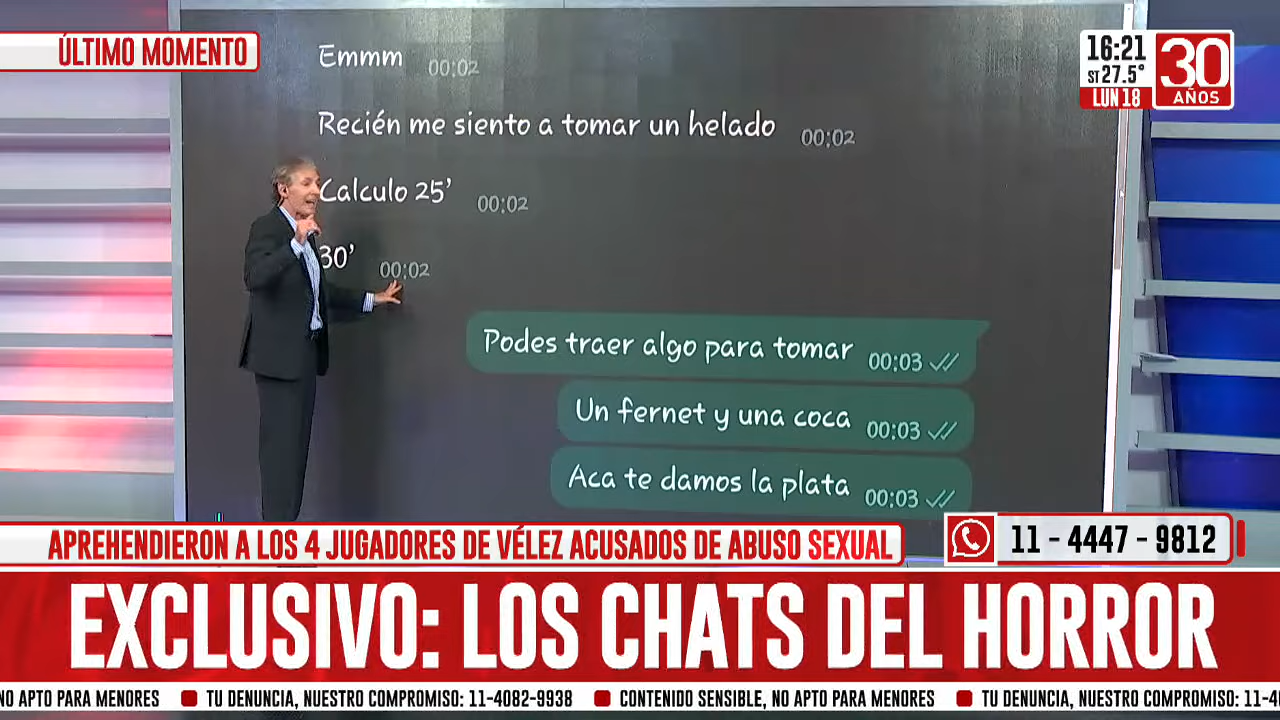 ÚLTIMO MOMENTO
16:21
ST 27.5°
LUN 18
30
AÑOS
Emmm 00:02
Recién me siento a tomar un helado 00:02
Calculo 25' 00:02
30' 00:02
Podes traer algo para tomar 00:03
Un fernet y una coca 00:03
Aca te damos la plata 00:03
APREHENDIERON A LOS 4 JUGADORES DE VÉLEZ ACUSADOS DE ABUSO SEXUAL
11 - 4447 - 9812
EXCLUSIVO: LOS CHATS DEL HORROR
NO APTO PARA MENORES TU DENUNCIA, NUESTRO COMPROMISO: 11-4082-9938 CONTENIDO SENSIBLE, NO APTO PARA MENORES TU DENUNCIA, NUESTRO COMPROMISO: 11-4